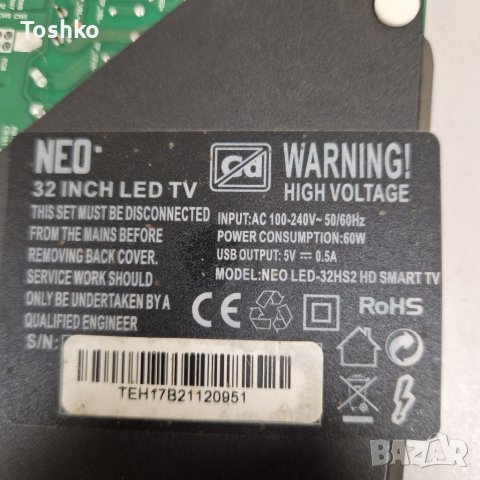 Toshko
NEO
32 INCH LED TV
THIS SET MUST BE DISCONNECTED
FROM THE MAINS BEFORE
REMOVING BACK COVER.
SERVICE WORK SHOULD
ONLY BE UNDERTAKEN BY A
QUALIFIED ENGINEER
S/N:
TEH17B21120951
Cd
WARNING!
HIGH VOLTAGE
INPUT:AC 100-240V~ 50/60Hz
POWER CONSUMPTION:60W
USB OUTPUT: 5V ⎓ 0.5A
MODEL:NEO LED-32HS2 HD SMART TV
CE
RoHS
BAZAR